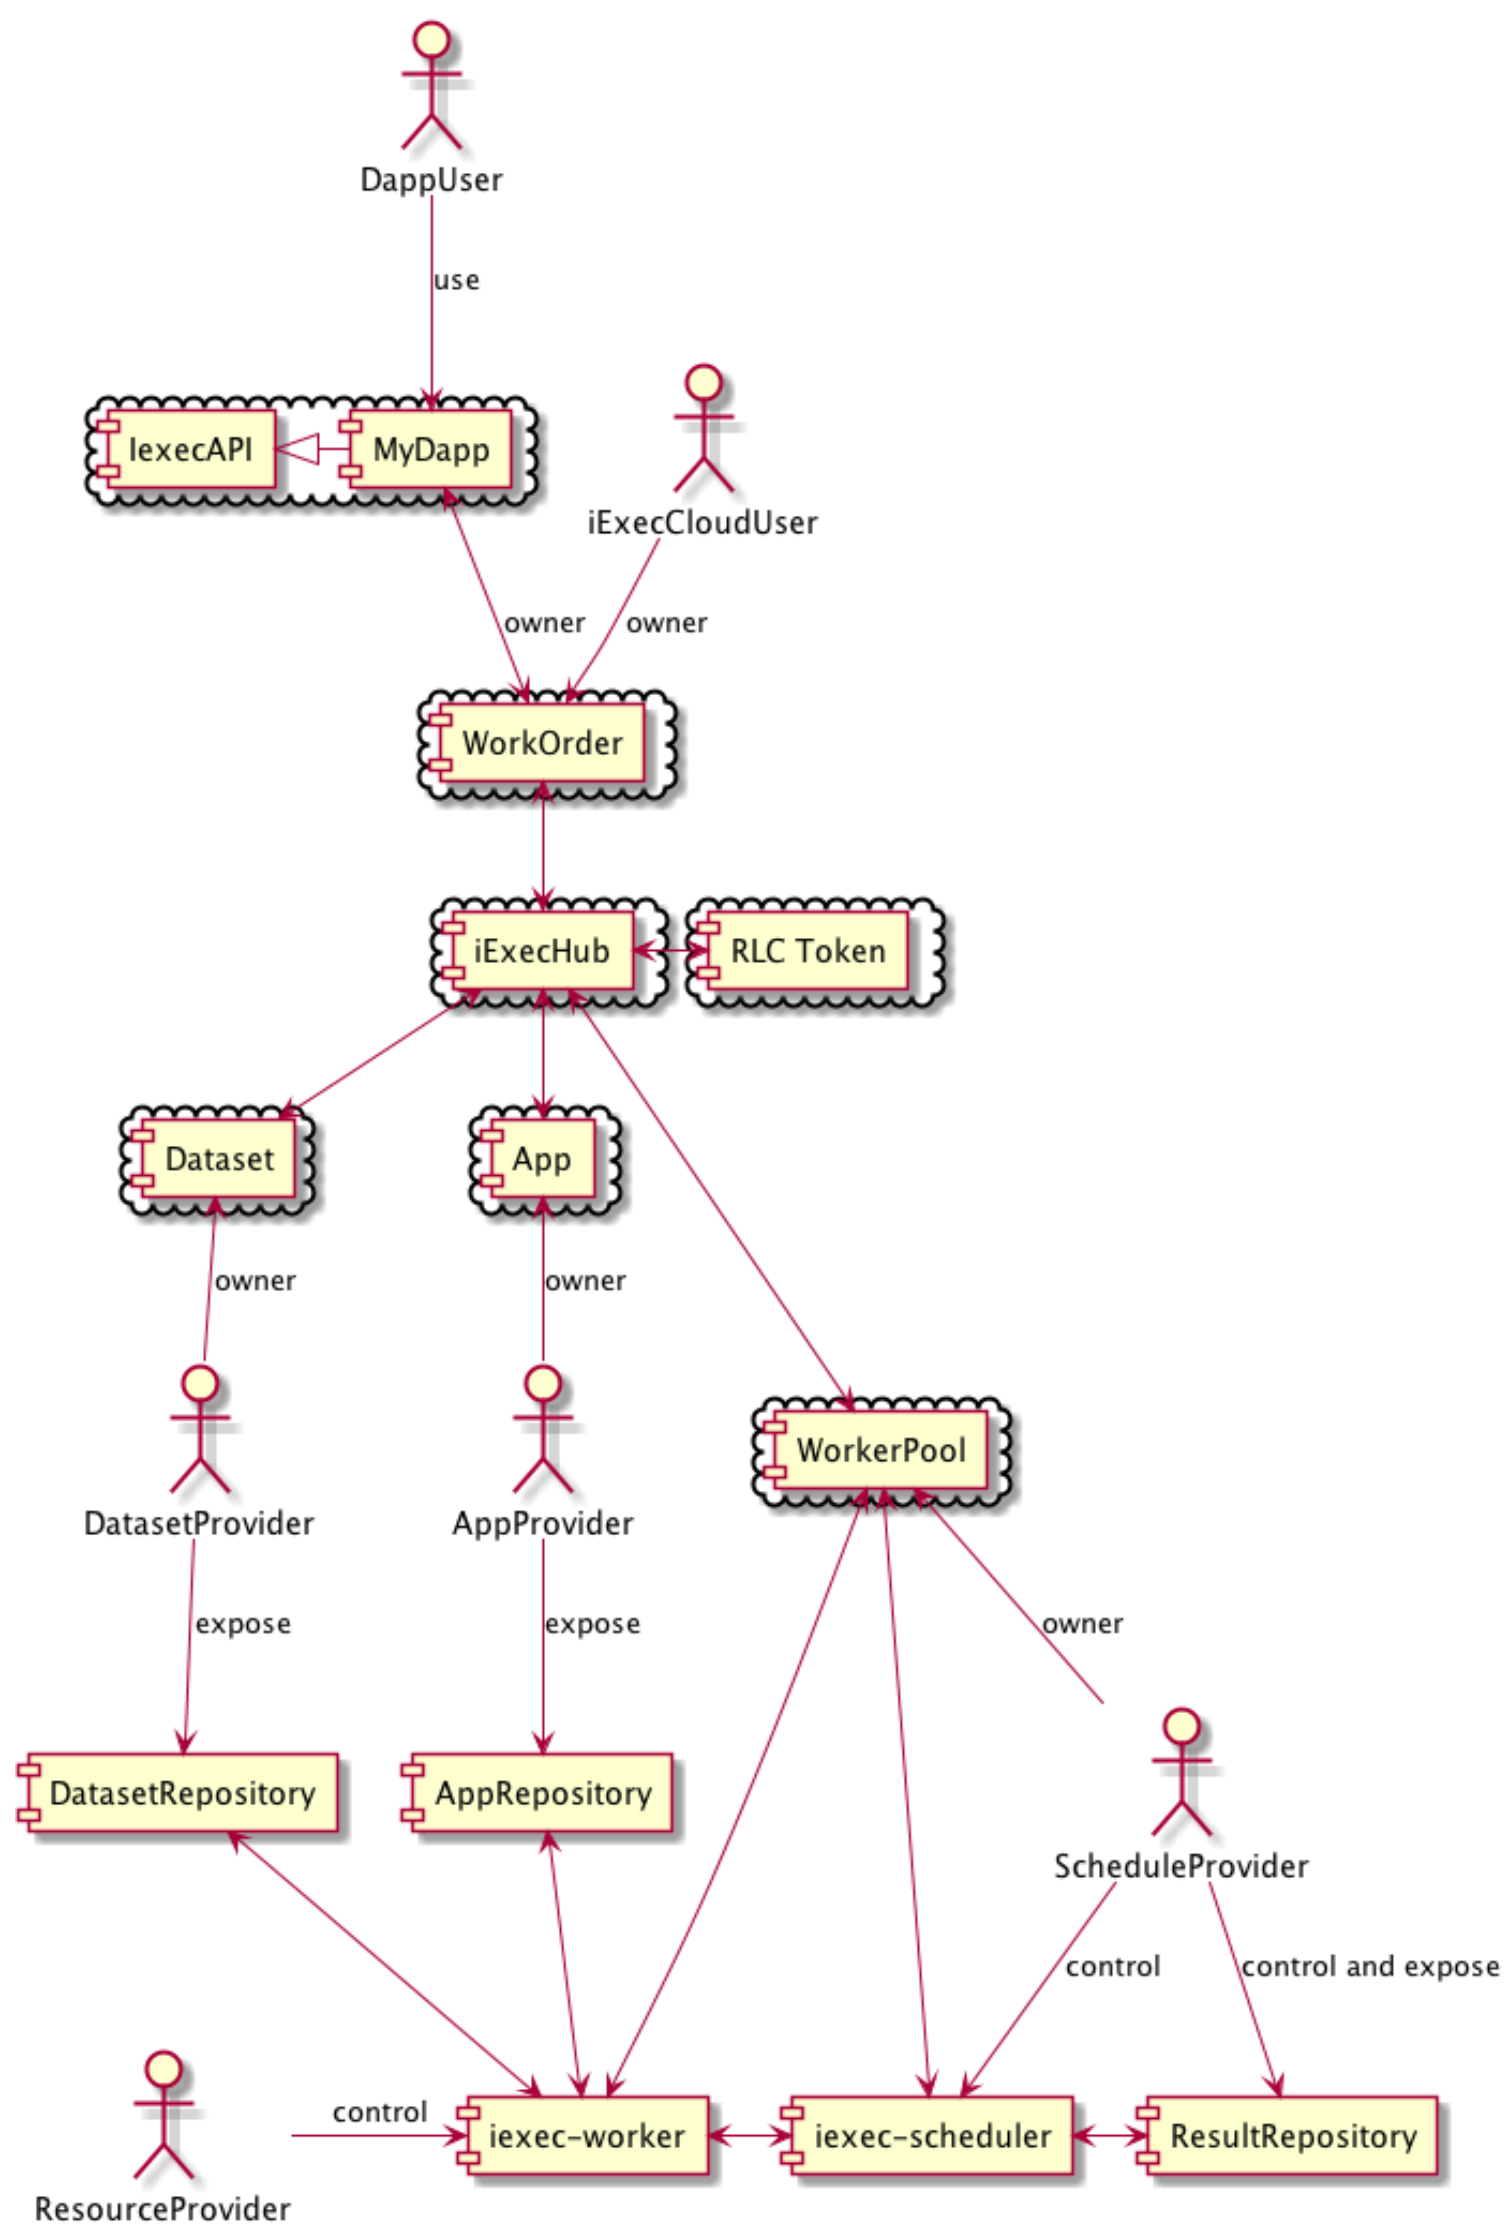 DappUser
use
IexecAPI
MyDapp
iExecCloudUser
owner
owner
WorkOrder
iExecHub
RLC Token
Dataset
App
owner
owner
WorkerPool
DatasetProvider
AppProvider
expose
expose
owner
DatasetRepository
AppRepository
ScheduleProvider
control
control and expose
control
iexec-worker
iexec-scheduler
ResultRepository
ResourceProvider